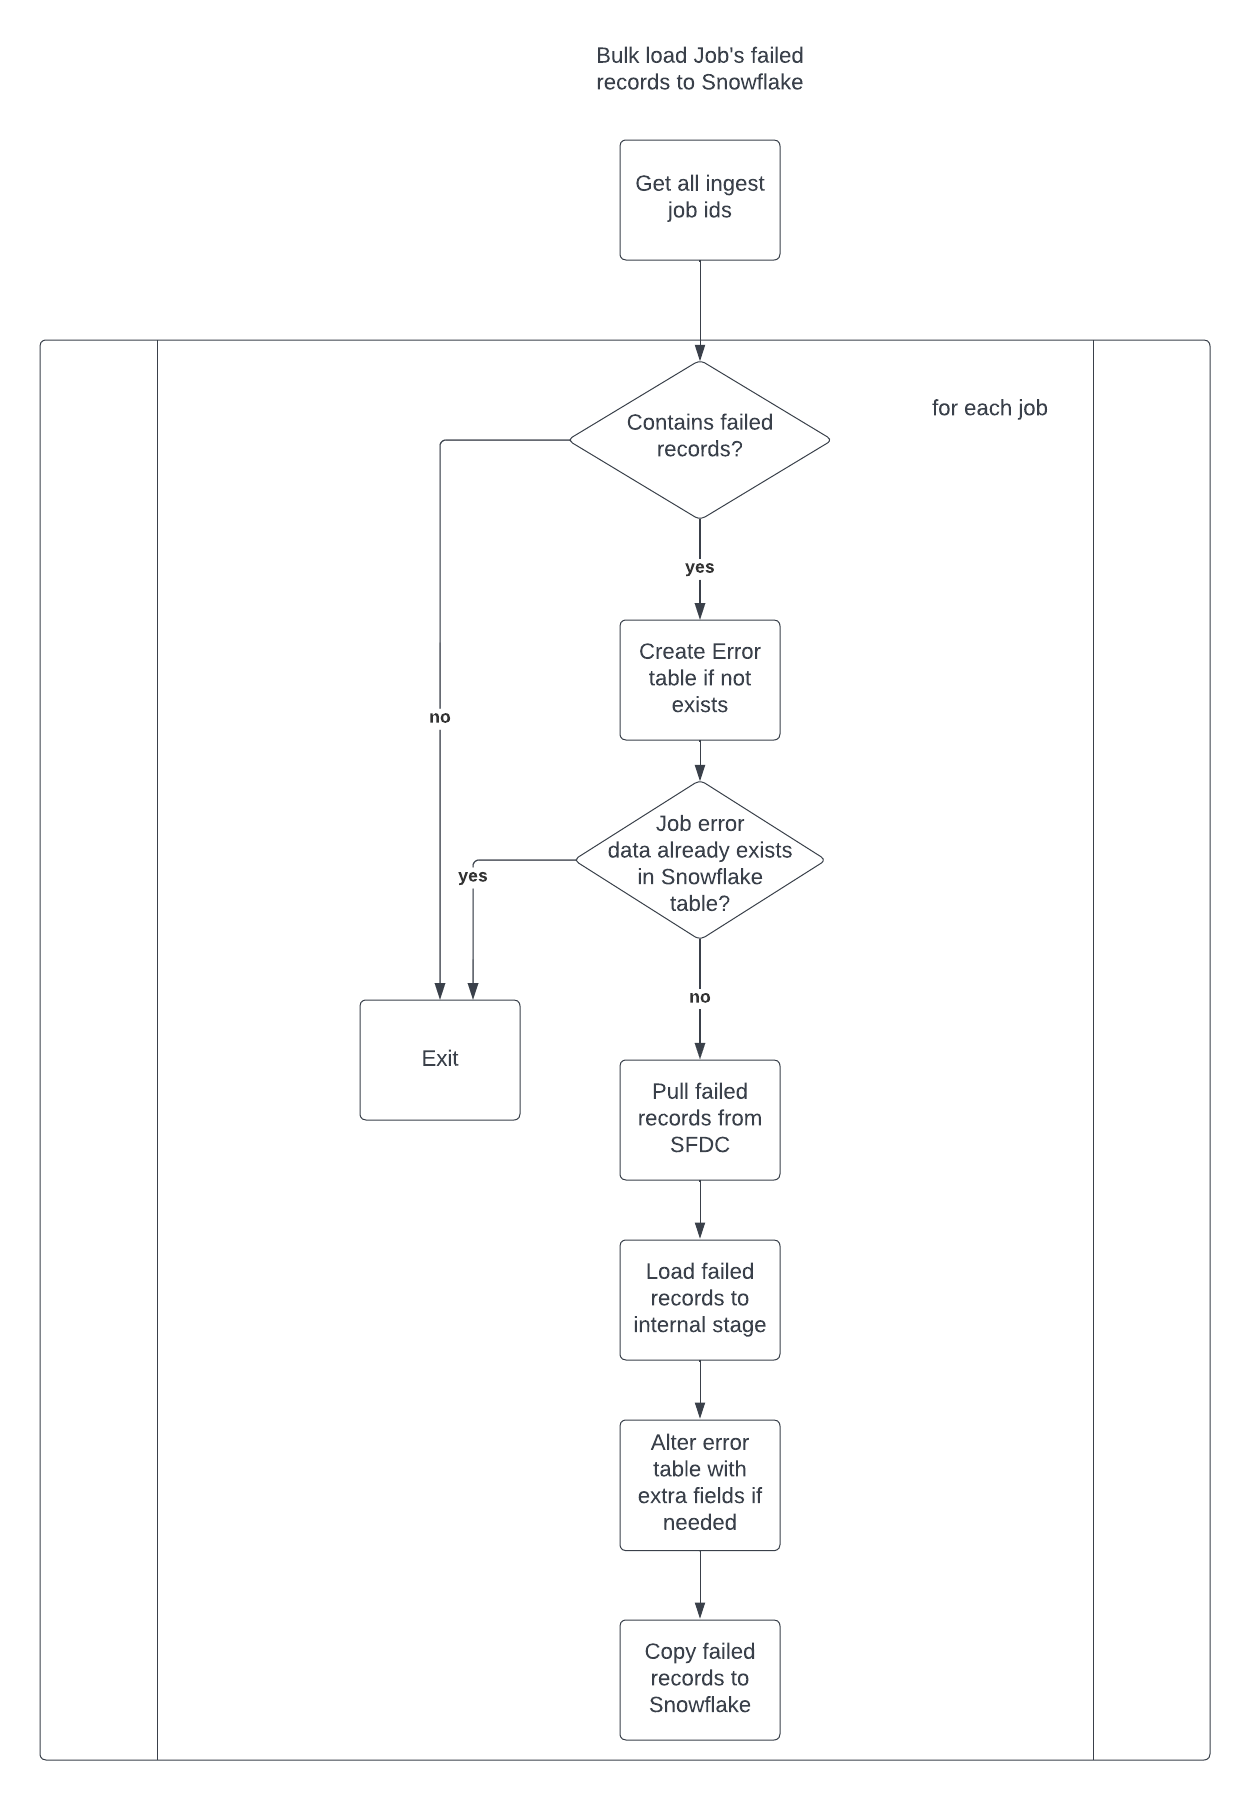 Bulk load Job's failed
records to Snowflake
Get all ingest
job ids
for each job
Contains failed
records?
yes
Create Error
table if not
exists
no
Job error
data already exists
in Snowflake
table?
yes
no
Exit
Pull failed
records from
SFDC
Load failed
records to
internal stage
Alter error
table with
extra fields if
needed
Copy failed
records to
Snowflake